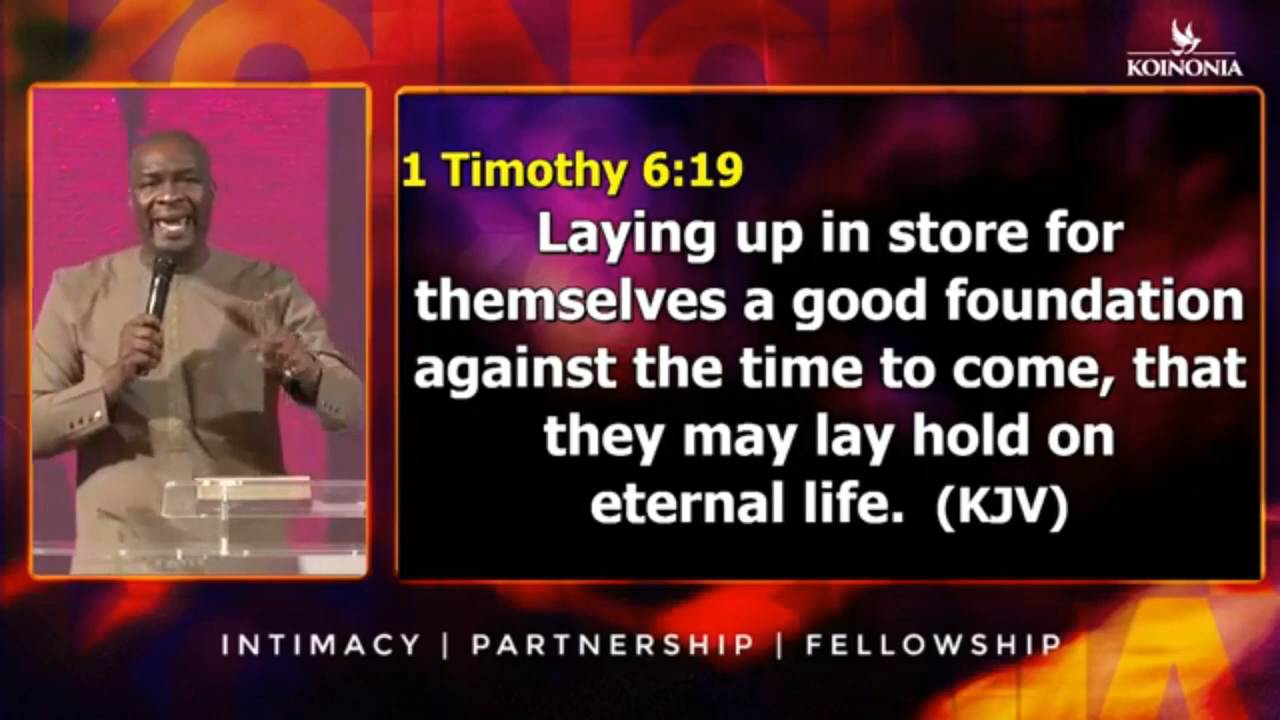 KOINONIA
1 Timothy 6:19
Laying up in store for
themselves a good foundation
against the time to come, that
they may lay hold on
eternal life. (KJV)
INTIMACY | PARTNERSHIP | FELLOWSHIP